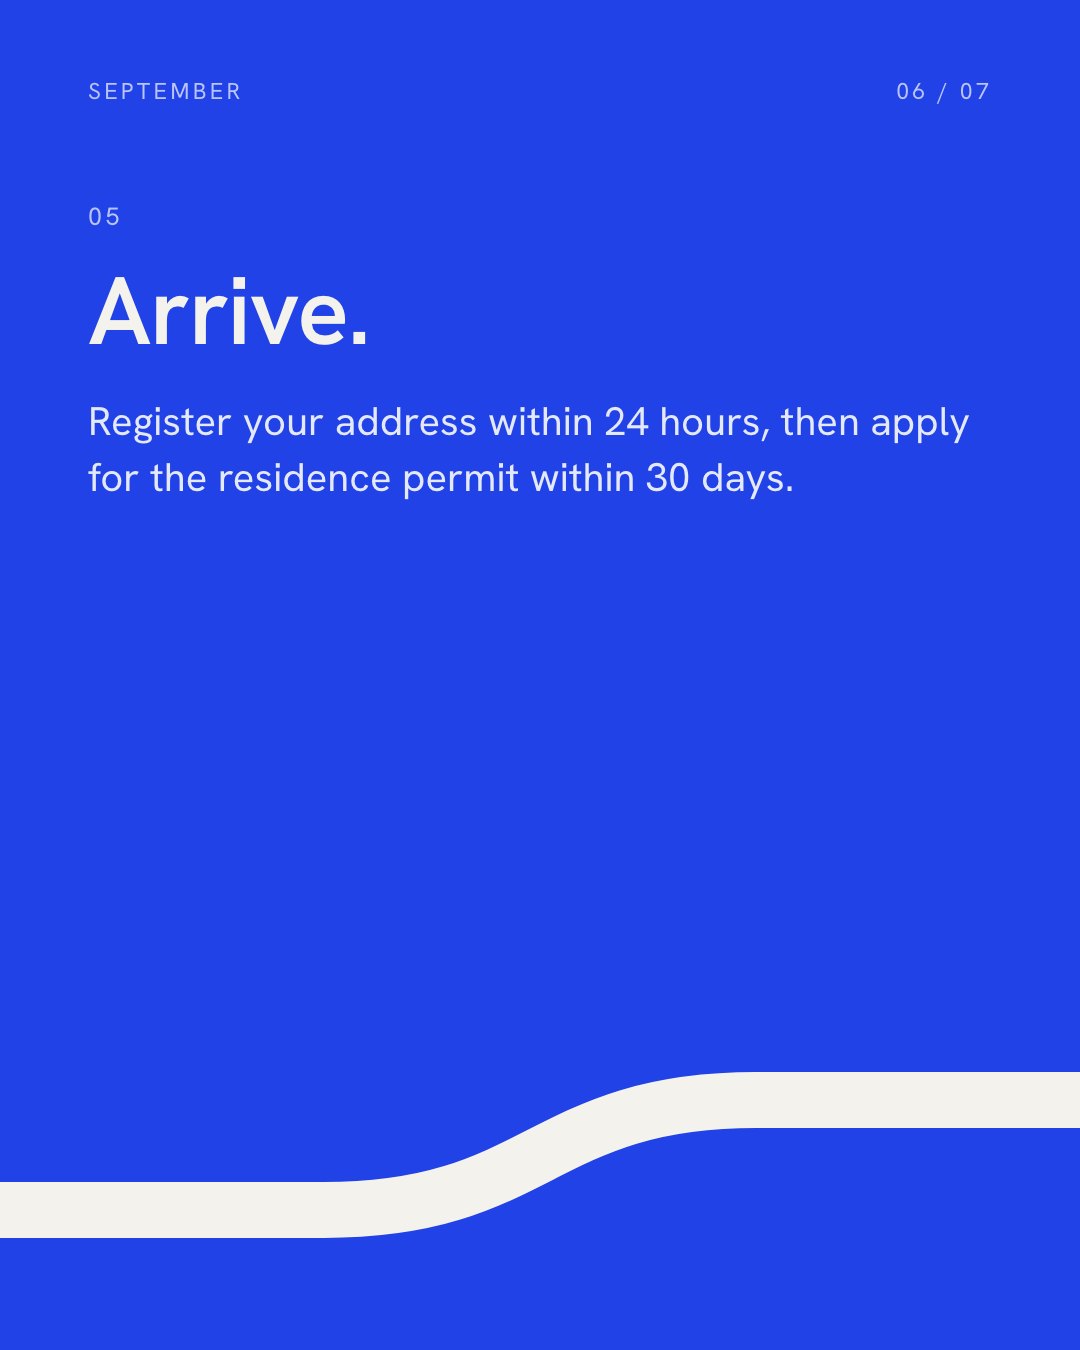 SEPTEMBER
06 / 07
05
Arrive.
Register your address within 24 hours, then apply
for the residence permit within 30 days.